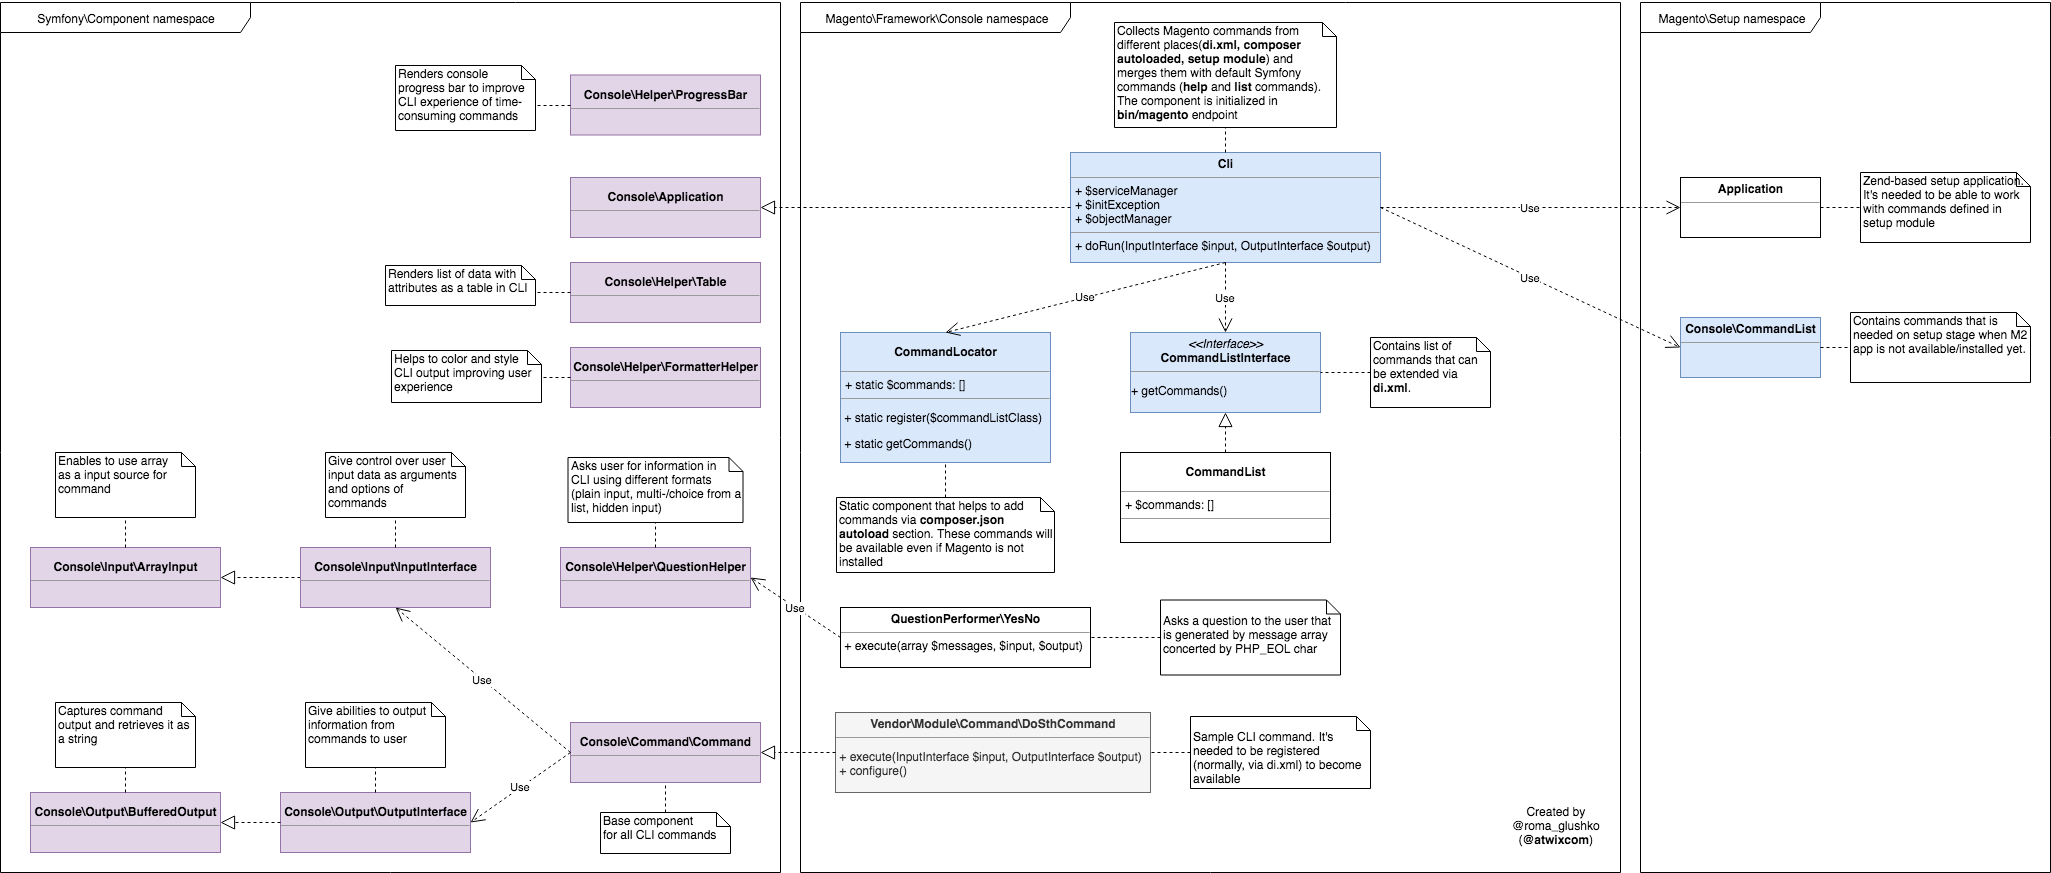 Symfony\Component namespace
Renders console
progress bar to improve
CLI experience of time-
consuming commands
Console\Helper\ProgressBar
Console\Application
Renders list of data with
attributes as a table in CLI
Console\Helper\Table
Helps to color and style
CLI output improving user
experience
Console\Helper\FormatterHelper
Enables to use array
as a input source for
command
Give control over user
input data as arguments
and options of
commands
Asks user for information in
CLI using different formats
(plain input, multi-/choice from a
list, hidden input)
Console\Input\ArrayInput
Console\Input\InputInterface
Console\Helper\QuestionHelper
Use
Use
Captures command
output and retrieves it as
a string
Give abilities to output
information from
commands to user
Console\Command\Command
Use
Console\Output\BufferedOutput
Console\Output\OutputInterface
Base component
for all CLI commands
Magento\Framework\Console namespace
Collects Magento commands from
different places(di.xml, composer
autoloaded, setup module) and
merges them with default Symfony
commands (help and list commands).
The component is initialized in
bin/magento endpoint
Cli
+ $serviceManager
+ $initException
+ $objectManager
+ doRun(InputInterface $input, OutputInterface $output)
Use
Use
Use
Use
CommandLocator
+ static $commands: []
+ static register($commandListClass)
+ static getCommands()
<<Interface>>
CommandListInterface
+ getCommands()
Contains list of
commands that can
be extended via
di.xml.
CommandList
+ $commands: []
Static component that helps to add
commands via composer.json
autoload section. These commands will
be available even if Magento is not
installed
QuestionPerformer\YesNo
+ execute(array $messages, $input, $output)
Asks a question to the user that
is generated by message array
concerted by PHP_EOL char
Vendor\Module\Command\DoSthCommand
+ execute(InputInterface $input, OutputInterface $output)
+ configure()
Sample CLI command. It's
needed to be registered
(normally, via di.xml) to become
available
Created by
@roma_glushko
(@atwixcom)
Magento\Setup namespace
Application
Zend-based setup application.
It's needed to be able to work
with commands defined in
setup module
Console\CommandList
Contains commands that is
needed on setup stage when M2
app is not available/installed yet.